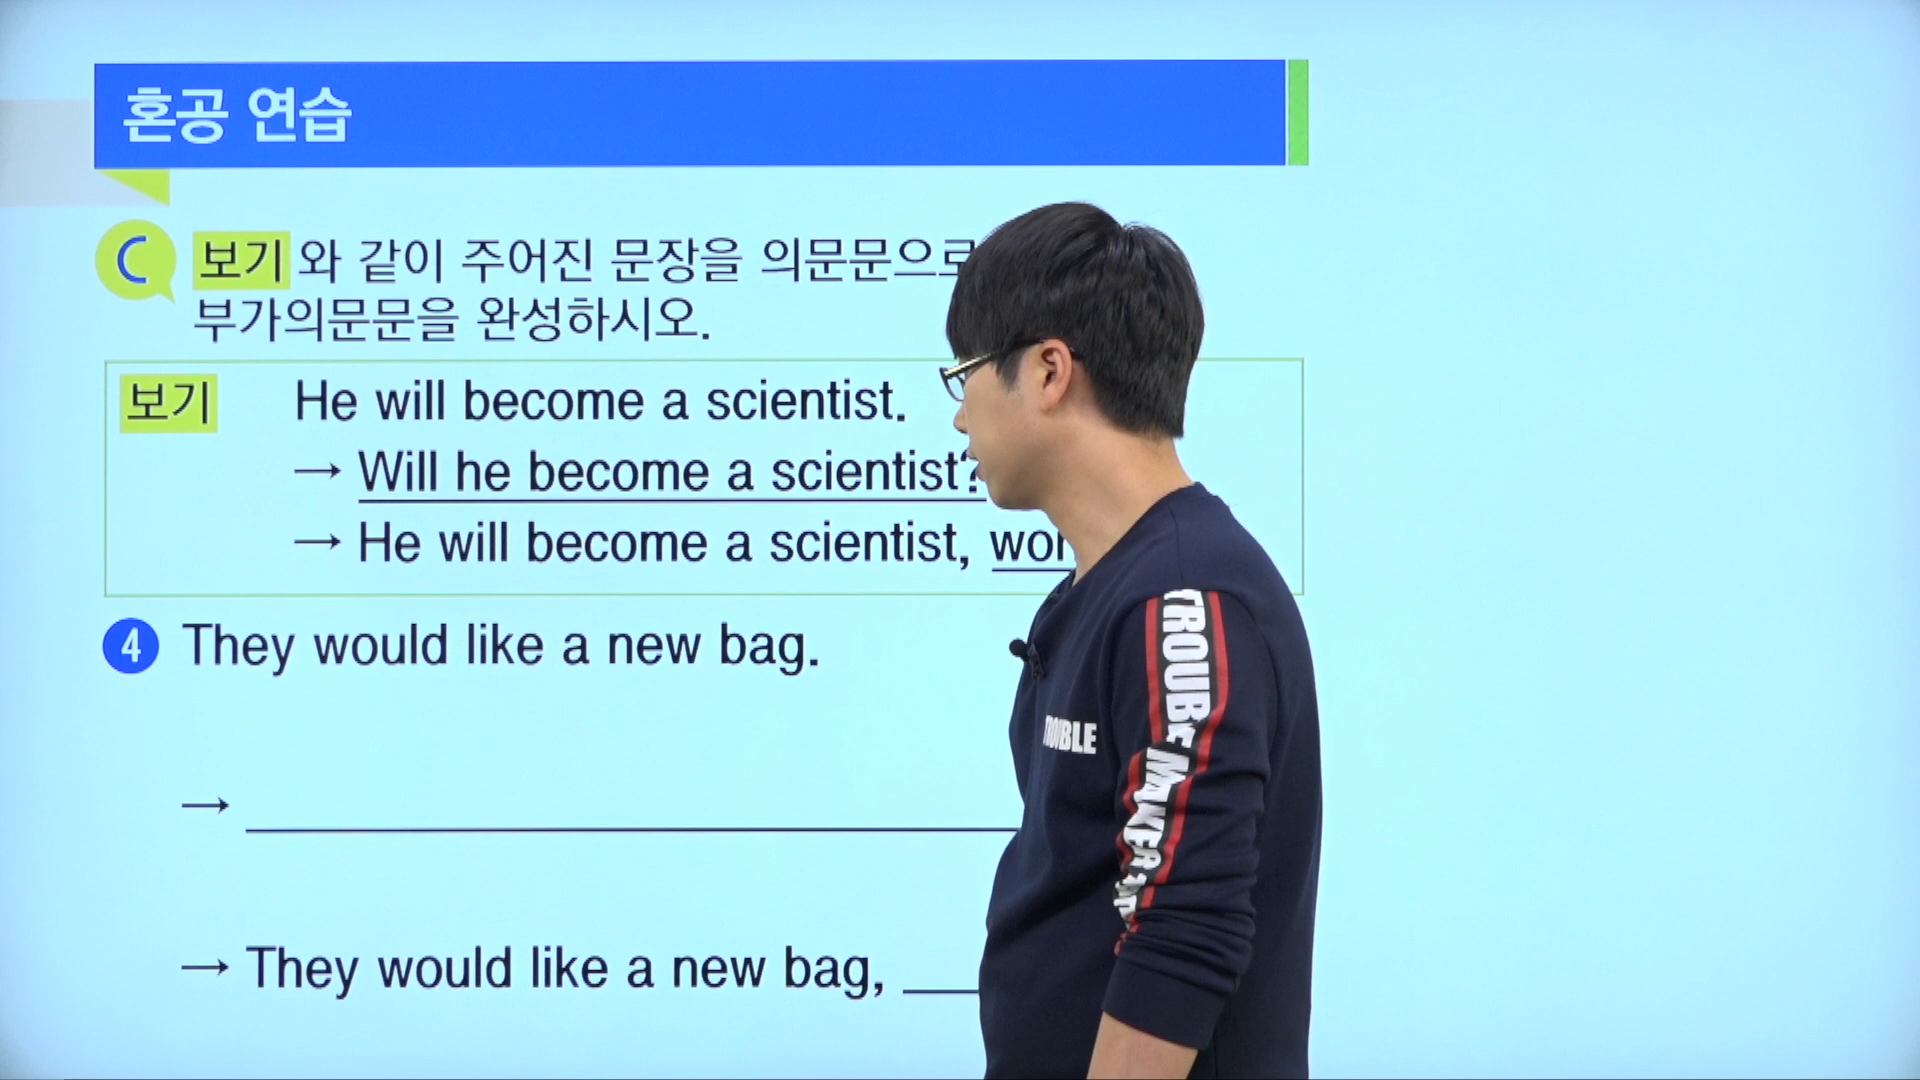 혼공 연습
C 보기 와 같이 주어진 문장을 의문문으로
부가의문문을 완성하시오.
보기 He will become a scientist.
→ Will he become a scientist?
→ He will become a scientist,
4 They would like a new bag.
→
→ They would like a new bag,
TROUBLE
TROUBLE MAKER